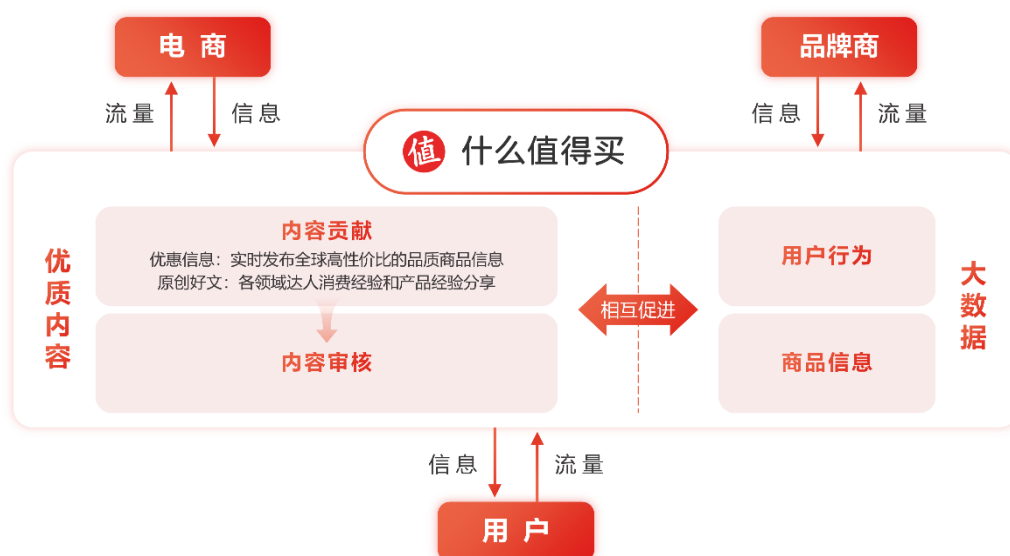 电 商
品牌商
流量
信息
信息
流量
值 什么值得买
优质内容
内容贡献
优惠信息：实时发布全球高性价比的品质商品信息
原创好文：各领域达人消费经验和产品经验分享
内容审核
相互促进
用户行为
商品信息
大数据
信息
流量
用 户